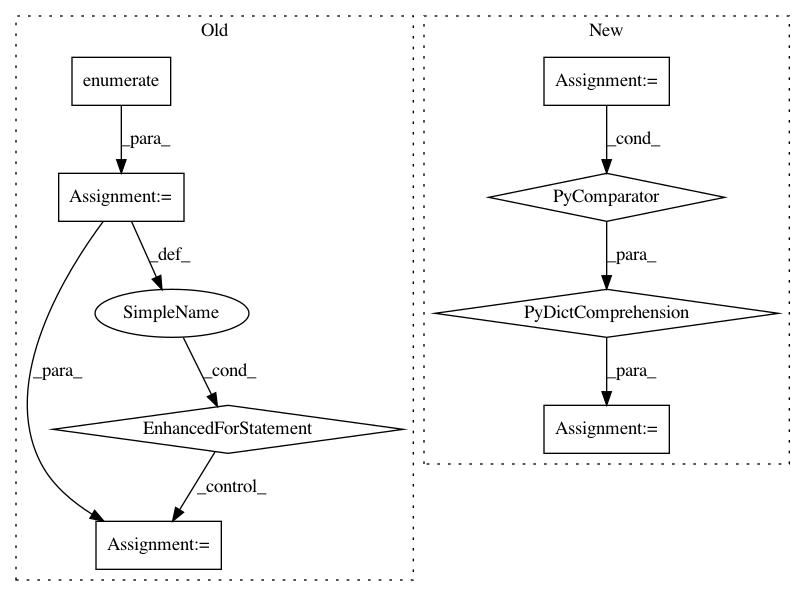 Old
enumerate
_para_
Assignment:=
_def_
SimpleName
_para_
_cond_
EnhancedForStatement
_control_
Assignment:=
New
Assignment:=
_cond_
PyComparator
_para_
PyDictComprehension
_para_
Assignment:=